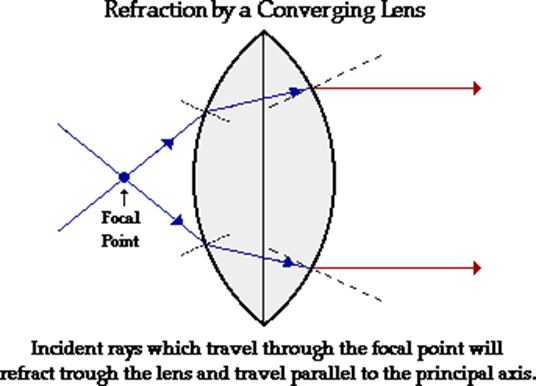 Refraction by a Converging Lens
↑
Focal
Point
Incident rays which travel through the focal point will
refract trough the lens and travel parallel to the principal axis.